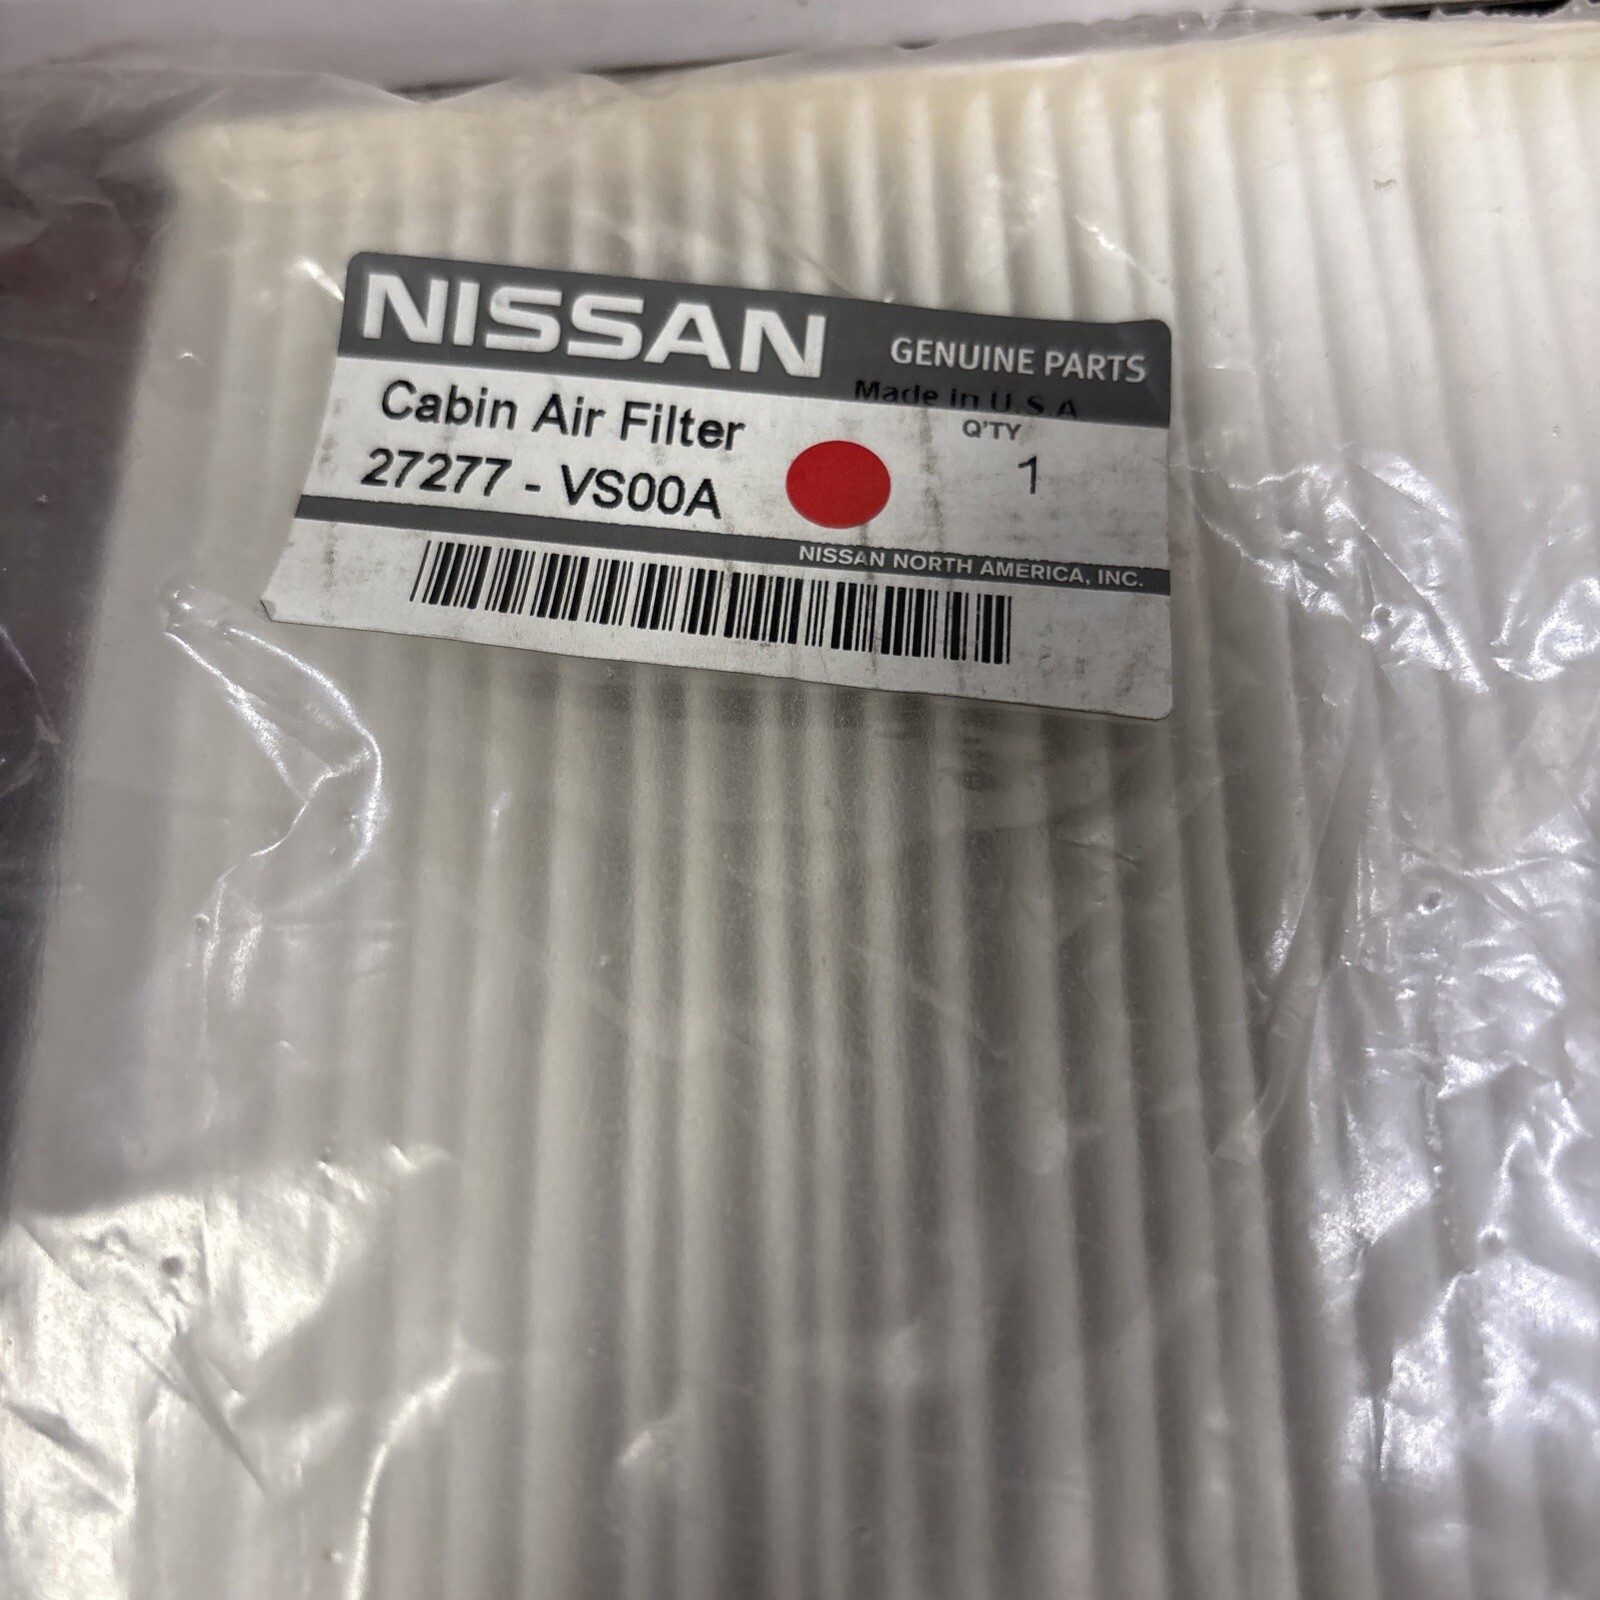 NISSAN GENUINE PARTS
Made in U.S.A
Cabin Air Filter
Q'TY
27277 - VS00A
1
NISSAN NORTH AMERICA, INC.